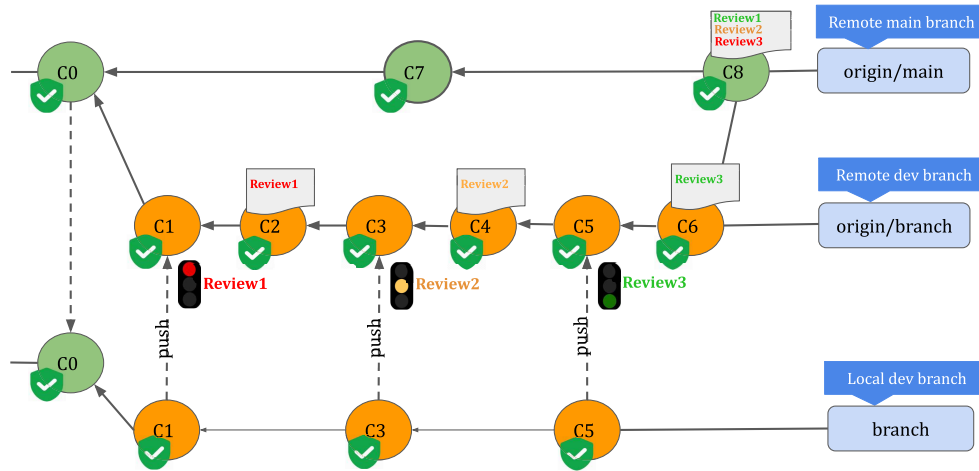 Review1
Review2
Review3
Remote main branch
C0
C7
C8
origin/main
Review1
Review2
Review3
Remote dev branch
C1
C2
C3
C4
C5
C6
origin/branch
Review1
Review2
Review3
push
push
push
C0
Local dev branch
C1
C3
C5
branch